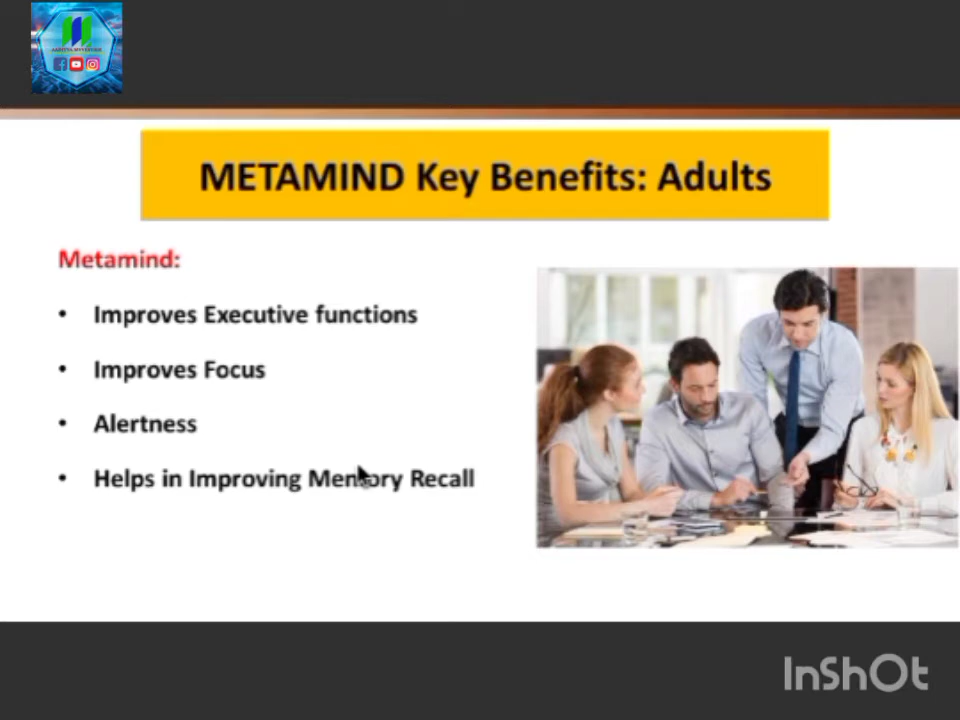 METAMIND Key Benefits: Adults
Metamind:
• Improves Executive functions
• Improves Focus
• Alertness
• Helps in Improving Memory Recall
InShOt